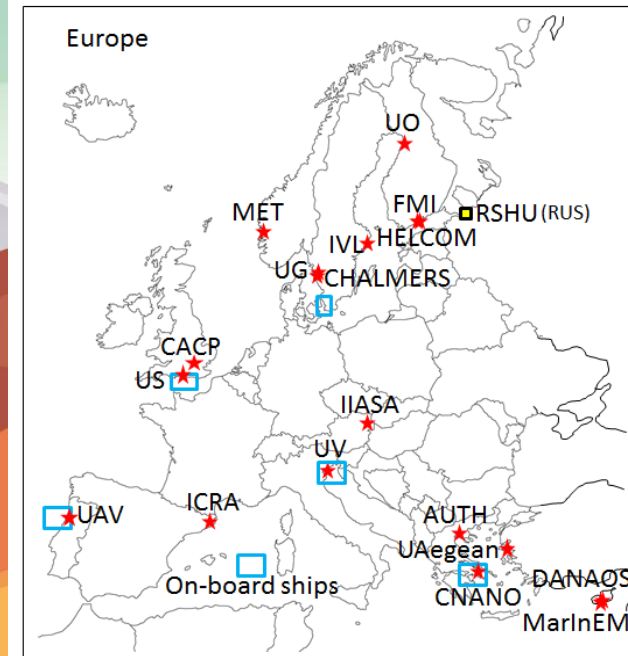 Europe
UO
FMI
RSHU (RUS)
MET
IVL
HELCOM
UG
CHALMERS
CACP
US
IIASA
UV
UAV
ICRA
AUTH
UAegean
On-board ships
DANAOS
CNANO
MarInEM